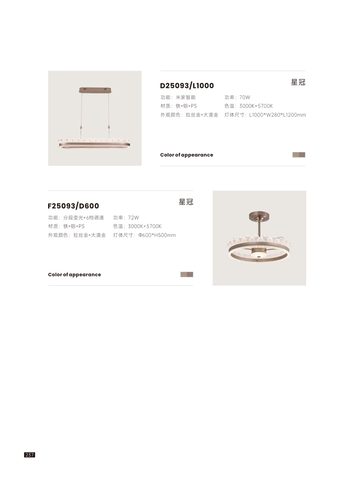 D25093/L1000
星冠
功能：米家智能
功率：70W
材质：铁+铝+PS
色温：3000K+5700K
外观颜色：拉丝金+大漠金
灯体尺寸：L1000*W280*L1200mm
Color of appearance
F25093/D600
星冠
功能：分段变光+6档调速
功率：72W
材质：铁+铝+PS
色温：3000K+5700K
外观颜色：拉丝金+大漠金
灯体尺寸：Φ600*H500mm
Color of appearance
257